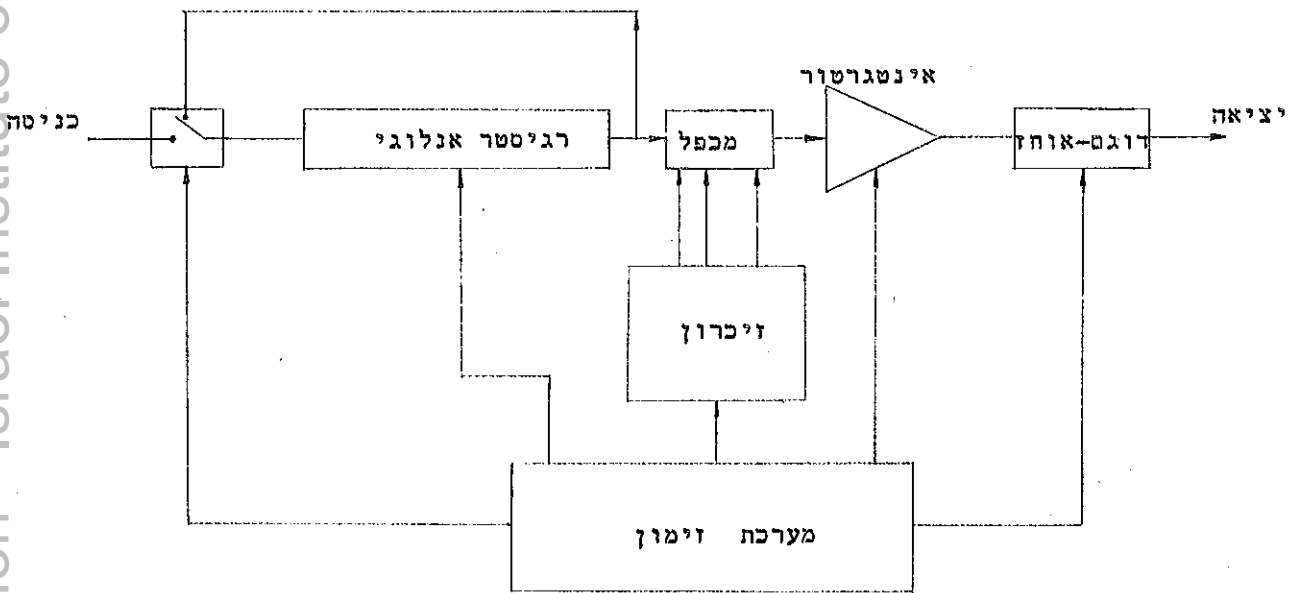 אינטגרטור
כניסה
רגיסטר אנלוגי
מכפל
דוגם-אוחז
יציאה
זיכרון
מערכת זימון